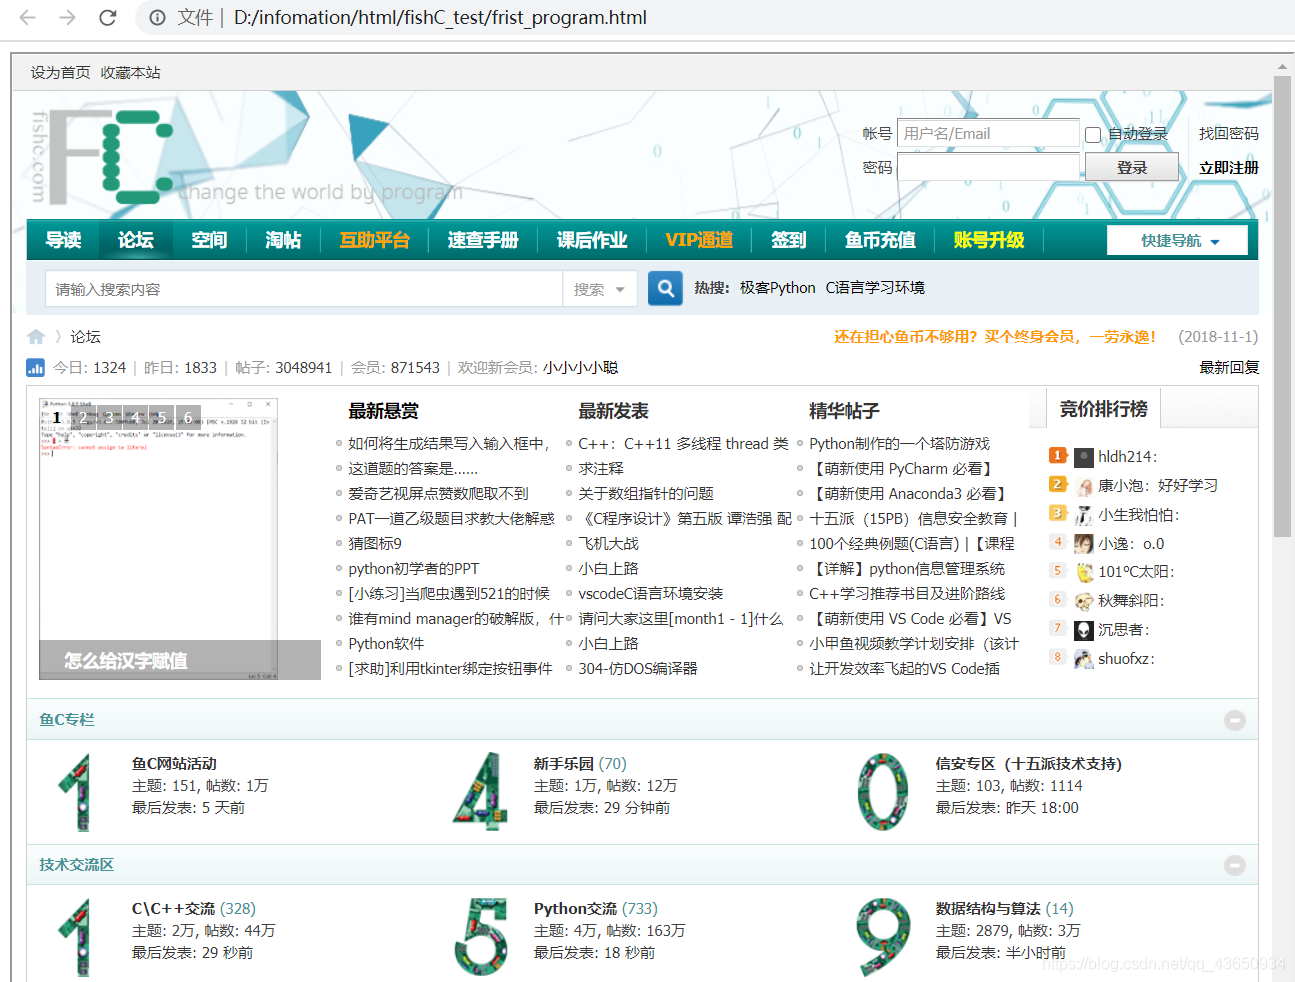 文件 | D:/infomation/html/fishC_test/frist_program.html
设为首页 收藏本站
fishc.com
FC
change the world by program
帐号 用户名/Email 自动登录 找回密码
密码 登录 立即注册
导读 论坛 空间 淘帖 互助平台 速查手册 课后作业 VIP通道 签到 鱼币充值 账号升级 快捷导航
请输入搜索内容 搜索 热搜: 极客Python C语言学习环境
〉论坛 还在担心鱼币不够用？买个终身会员，一劳永逸！ (2018-11-1)
今日: 1324 | 昨日: 1833 | 帖子: 3048941 | 会员: 871543 | 欢迎新会员: 小小小小聪 最新回复
1 2 3 4 5 6
Type "help", "copyright", "credits" or "license()" for more information.
SyntaxError: cannot assign to literal
>>>
怎么给汉字赋值
最新悬赏
如何将生成结果写入输入框中，
这道题的答案是......
爱奇艺视屏点赞数爬取不到
PAT—道乙级题目求教大佬解惑
猜图标9
python初学者的PPT
[小练习]当爬虫遇到521的时候
谁有mind manager的破解版，什
Python软件
[求助]利用tkinter绑定按钮事件
最新发表
C++：C++11 多线程 thread 类
求注释
关于数组指针的问题
《C程序设计》第五版 谭浩强 配
飞机大战
小白上路
vscodeC语言环境安装
请问大家这里[month1 - 1]什么
小白上路
304-仿DOS编译器
精华帖子
Python制作的一个塔防游戏
【萌新使用 PyCharm 必看】
【萌新使用 Anaconda3 必看】
十五派（15PB）信息安全教育 |
100个经典例题(C语言) |【课程
【详解】python信息管理系统
C++学习推荐书目及进阶路线
【萌新使用 VS Code 必看】VS
小甲鱼视频教学计划安排（该计
让开发效率飞起的VS Code插
竞价排行榜
1 hldh214:
2 康小泡: 好好学习
3 小生我怕怕:
4 小逸: o.0
5 101ºC太阳:
6 秋舞斜阳:
7 沉思者:
8 shuofxz:
鱼C专栏
1 鱼C网站活动
主题: 151, 帖数: 1万
最后发表: 5 天前
4 新手乐园 (70)
主题: 1万, 帖数: 12万
最后发表: 29 分钟前
0 信安专区（十五派技术支持）
主题: 103, 帖数: 1114
最后发表: 昨天 18:00
技术交流区
1 C\C++交流 (328)
主题: 2万, 帖数: 44万
最后发表: 29 秒前
5 Python交流 (733)
主题: 4万, 帖数: 163万
最后发表: 18 秒前
9 数据结构与算法 (14)
主题: 2879, 帖数: 3万
最后发表: 半小时前
https://blog.csdn.net/qq_43650934